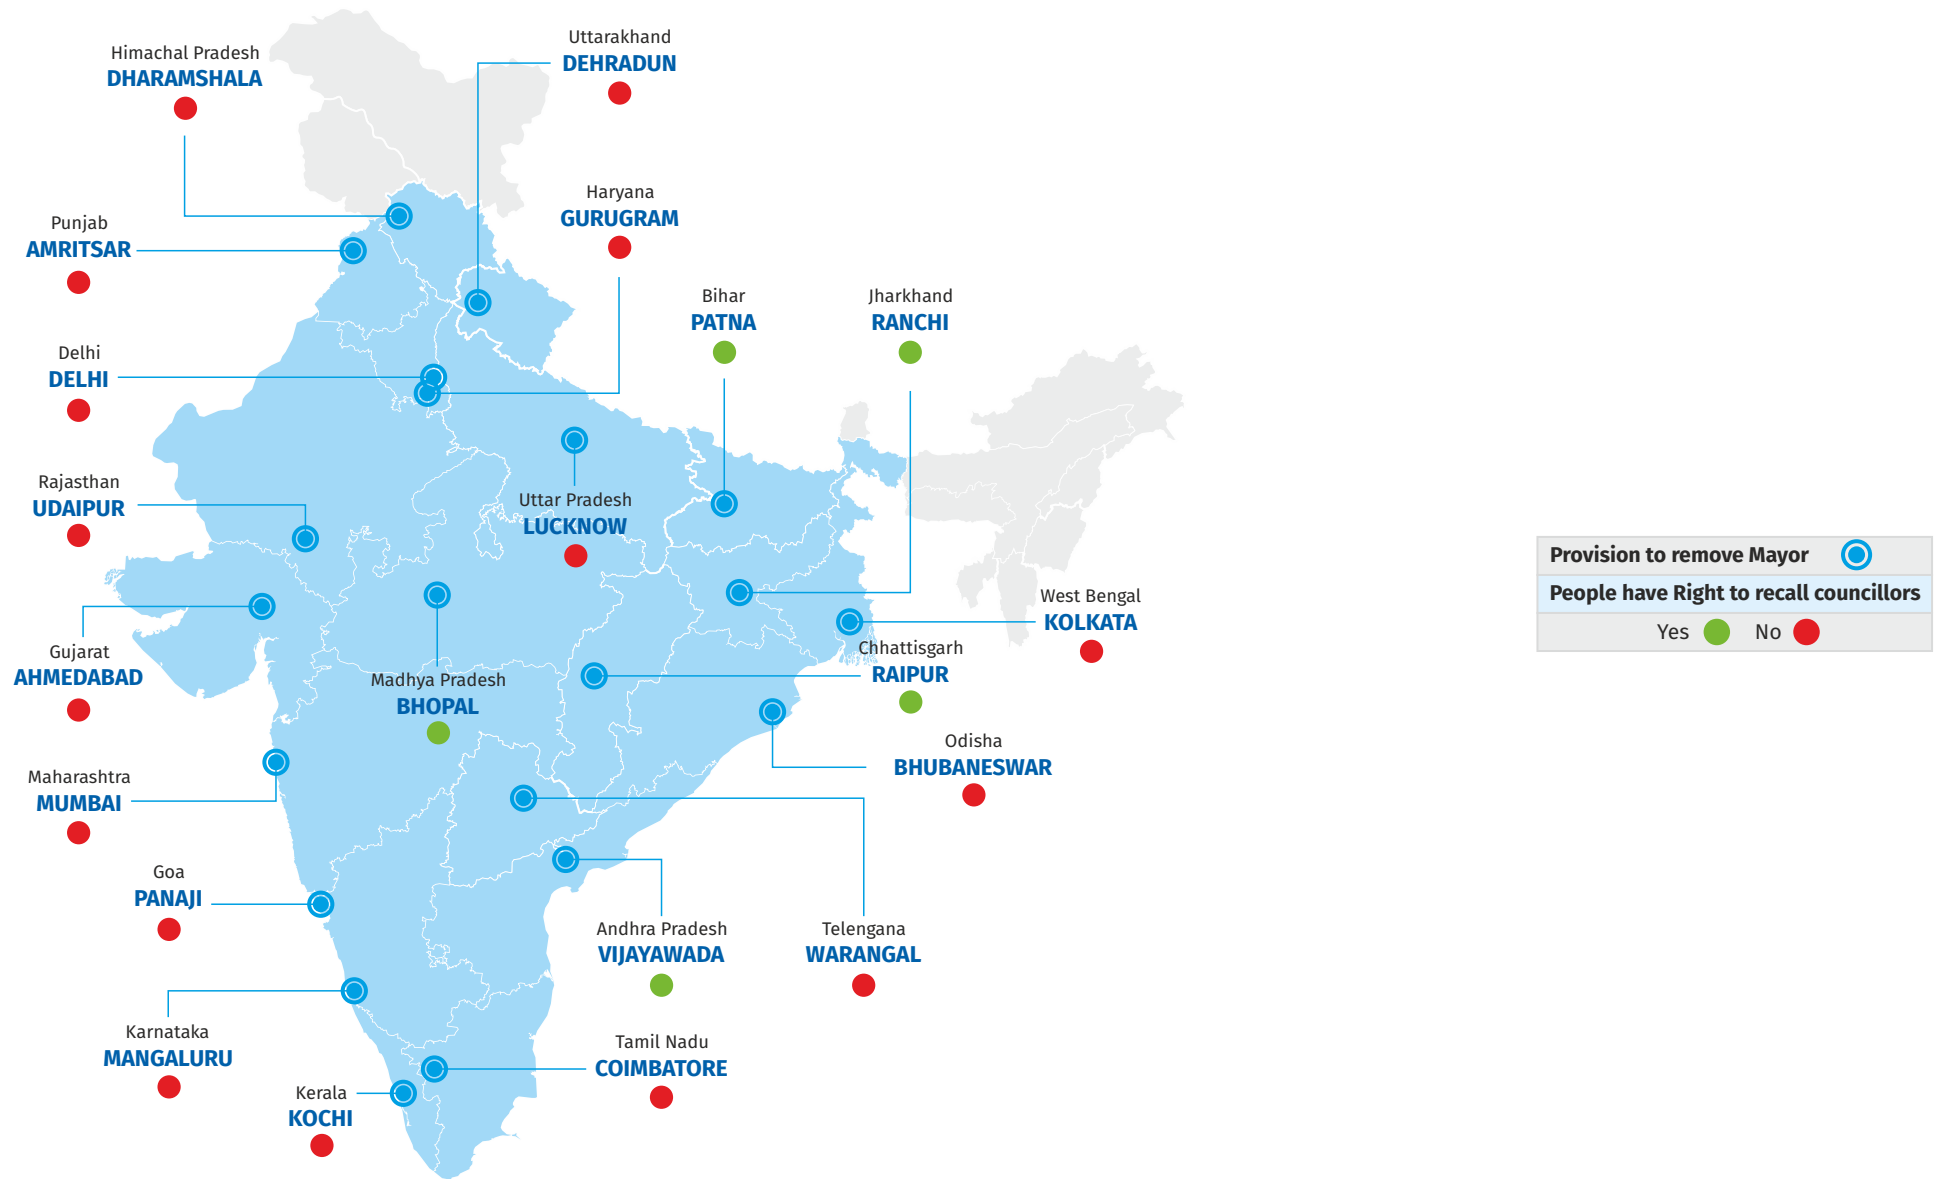 Himachal Pradesh
DHARAMSHALA
Uttarakhand
DEHRADUN
Haryana
GURUGRAM
Punjab
AMRITSAR
Bihar
PATNA
Jharkhand
RANCHI
Delhi
DELHI
Rajasthan
UDAIPUR
Uttar Pradesh
LUCKNOW
Provision to remove Mayor
People have Right to recall councillors
Yes
No
West Bengal
KOLKATA
Gujarat
AHMEDABAD
Chhattisgarh
RAIPUR
Madhya Pradesh
BHOPAL
Odisha
BHUBANESWAR
Maharashtra
MUMBAI
Goa
PANAJI
Andhra Pradesh
VIJAYAWADA
Telengana
WARANGAL
Karnataka
MANGALURU
Tamil Nadu
COIMBATORE
Kerala
KOCHI